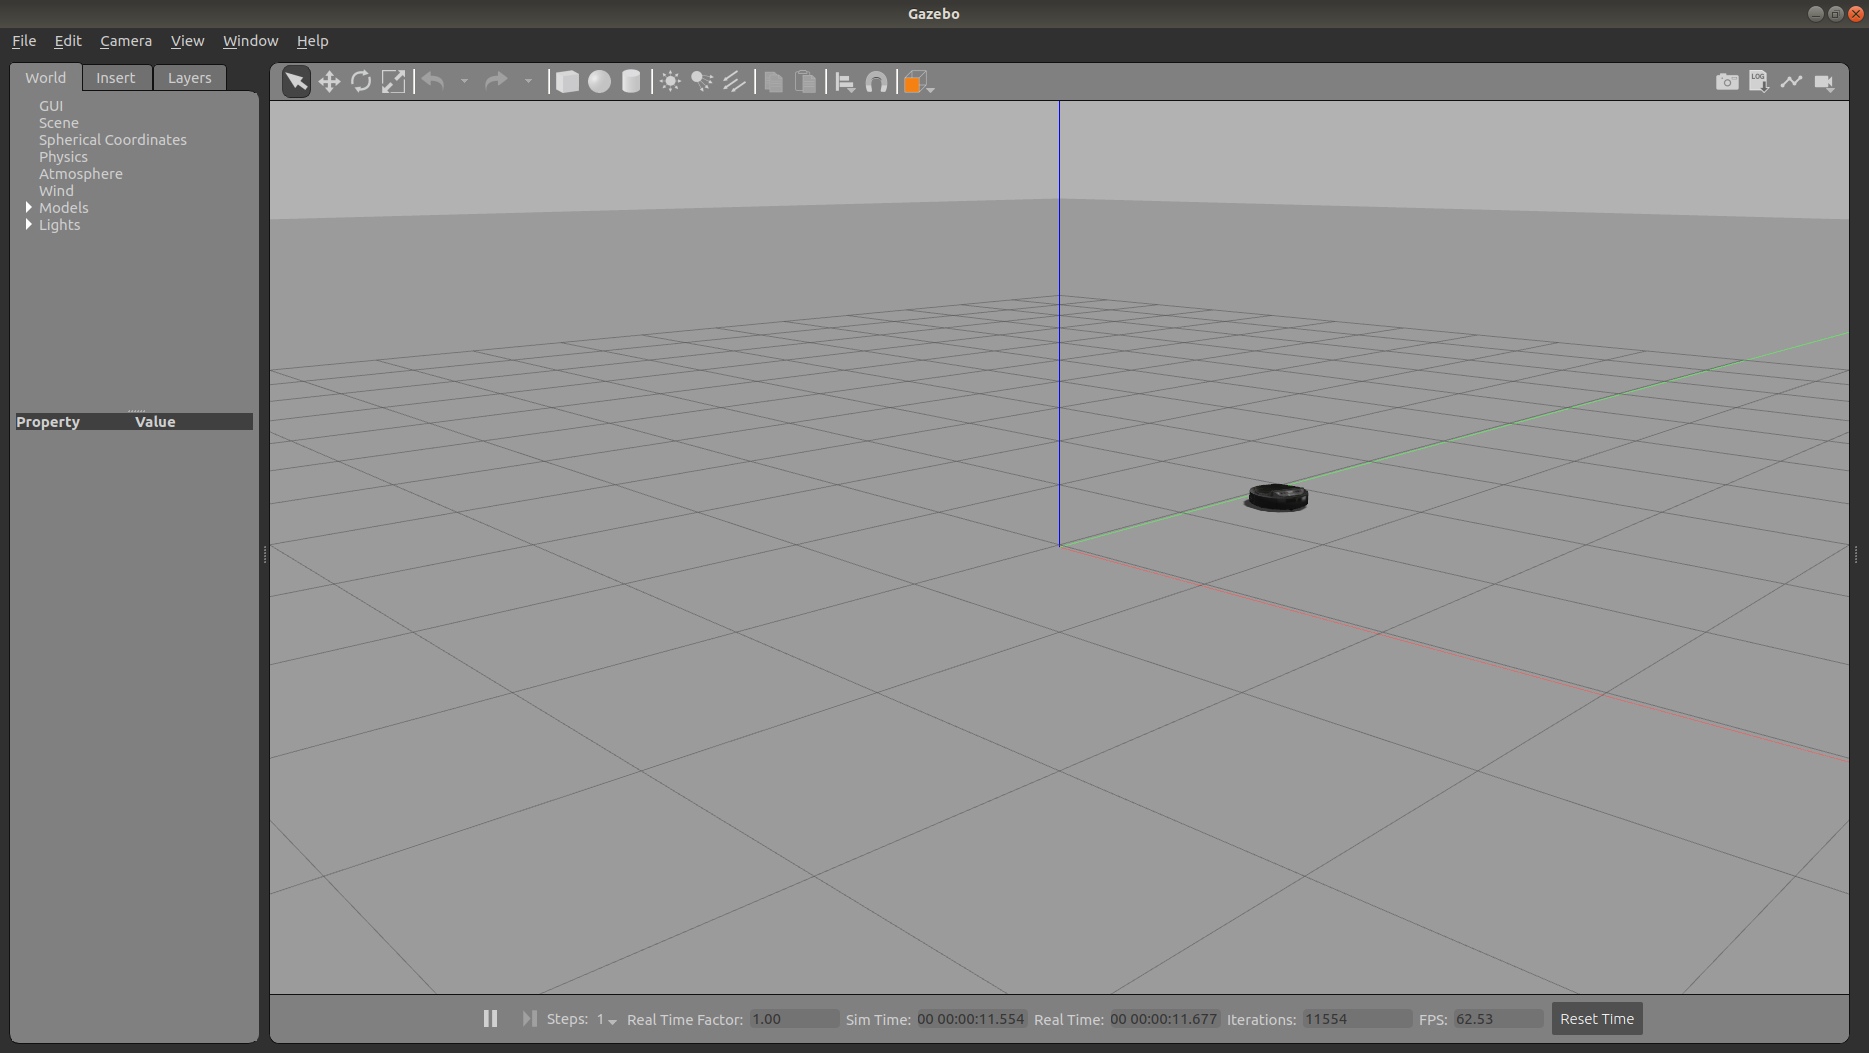 Gazebo
File Edit Camera View Window Help
World Insert Layers
LOG
GUI
Scene
Spherical Coordinates
Physics
Atmosphere
Wind
Models
Lights
Property Value
Steps: 1 Real Time Factor: 1.00 Sim Time: 00 00:00:11.554 Real Time: 00 00:00:11.677 Iterations: 11554 FPS: 62.53 Reset Time